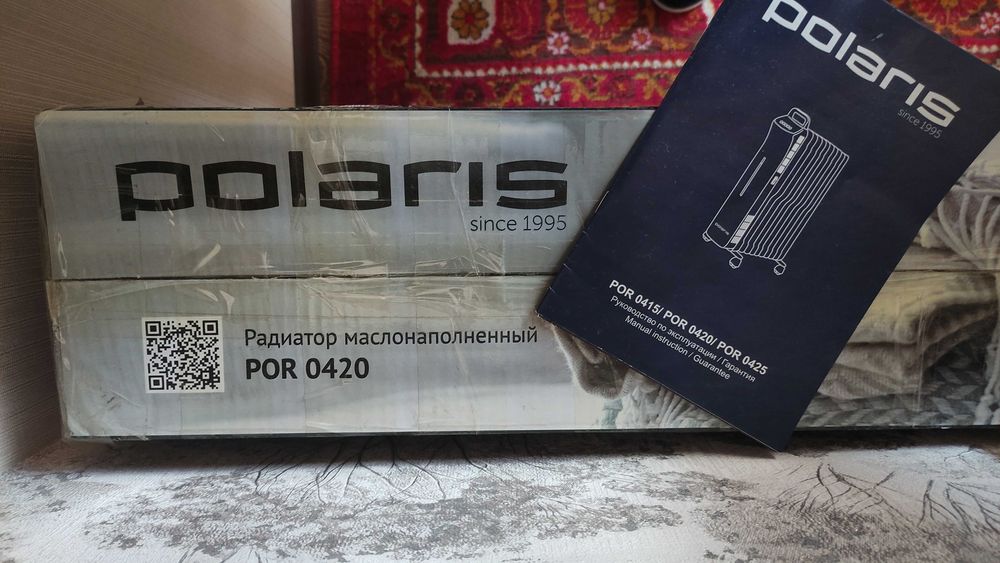 polaris
since 1995
Радиатор маслонаполненный
POR 0420
polaris
since 1995
POR 0415/ POR 0420/ POR 0425
Руководство по эксплуатации / Гарантия
Manual instruction / Guarantee